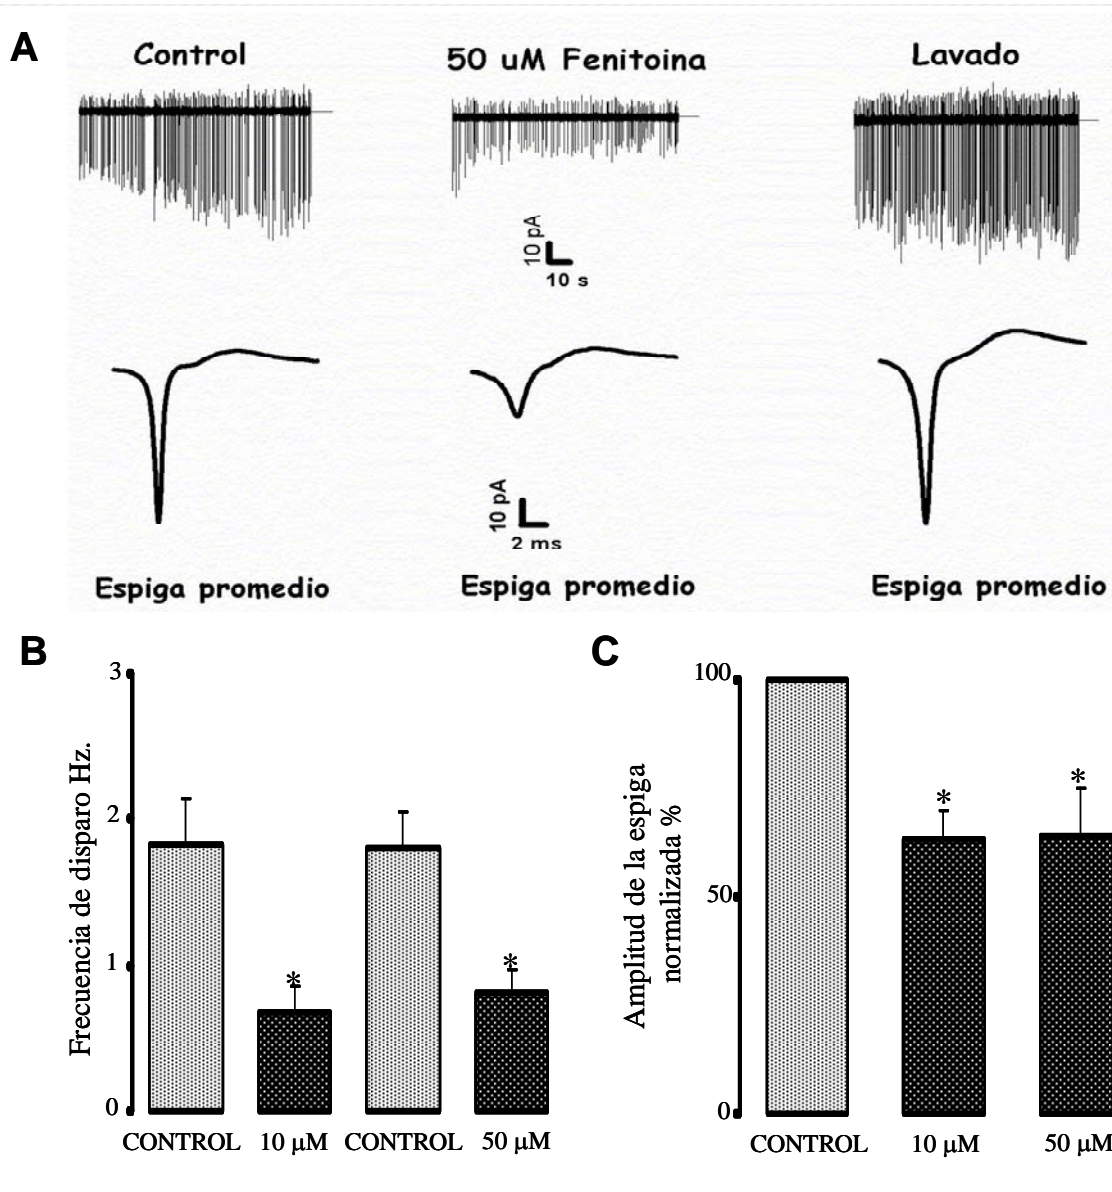 A
Control
50 uM Fenitoina
Lavado
10 pA
10 s
10 pA
2 ms
Espiga promedio
Espiga promedio
Espiga promedio
B
Frecuencia de disparo Hz.
3
2
1
0
*
*
CONTROL
10 µM
CONTROL
50 µM
C
Amplitud de la espiga
normalizada %
100
50
0
*
*
CONTROL
10 µM
50 µM